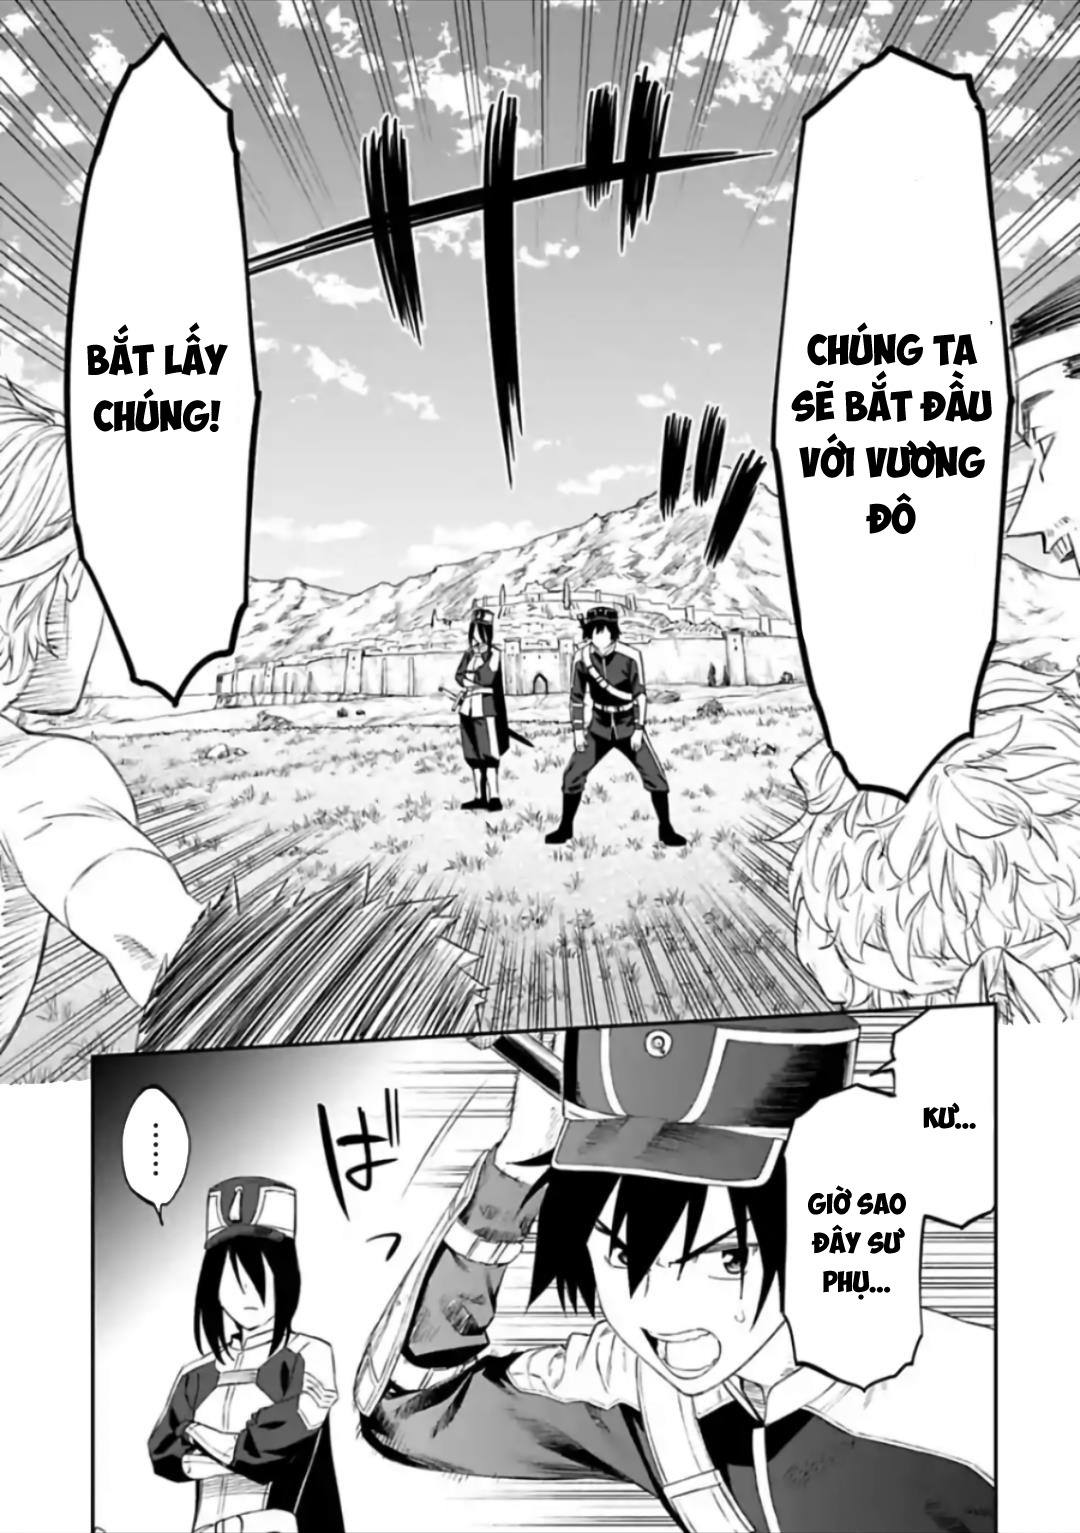 CHÚNG TA
SẼ BẮT ĐẦU
VỚI VƯƠNG
ĐÔ
BẮT LẤY
CHÚNG!
KƯ...
GIỜ SAO
ĐÂY SƯ
PHỤ...
ばっ
......